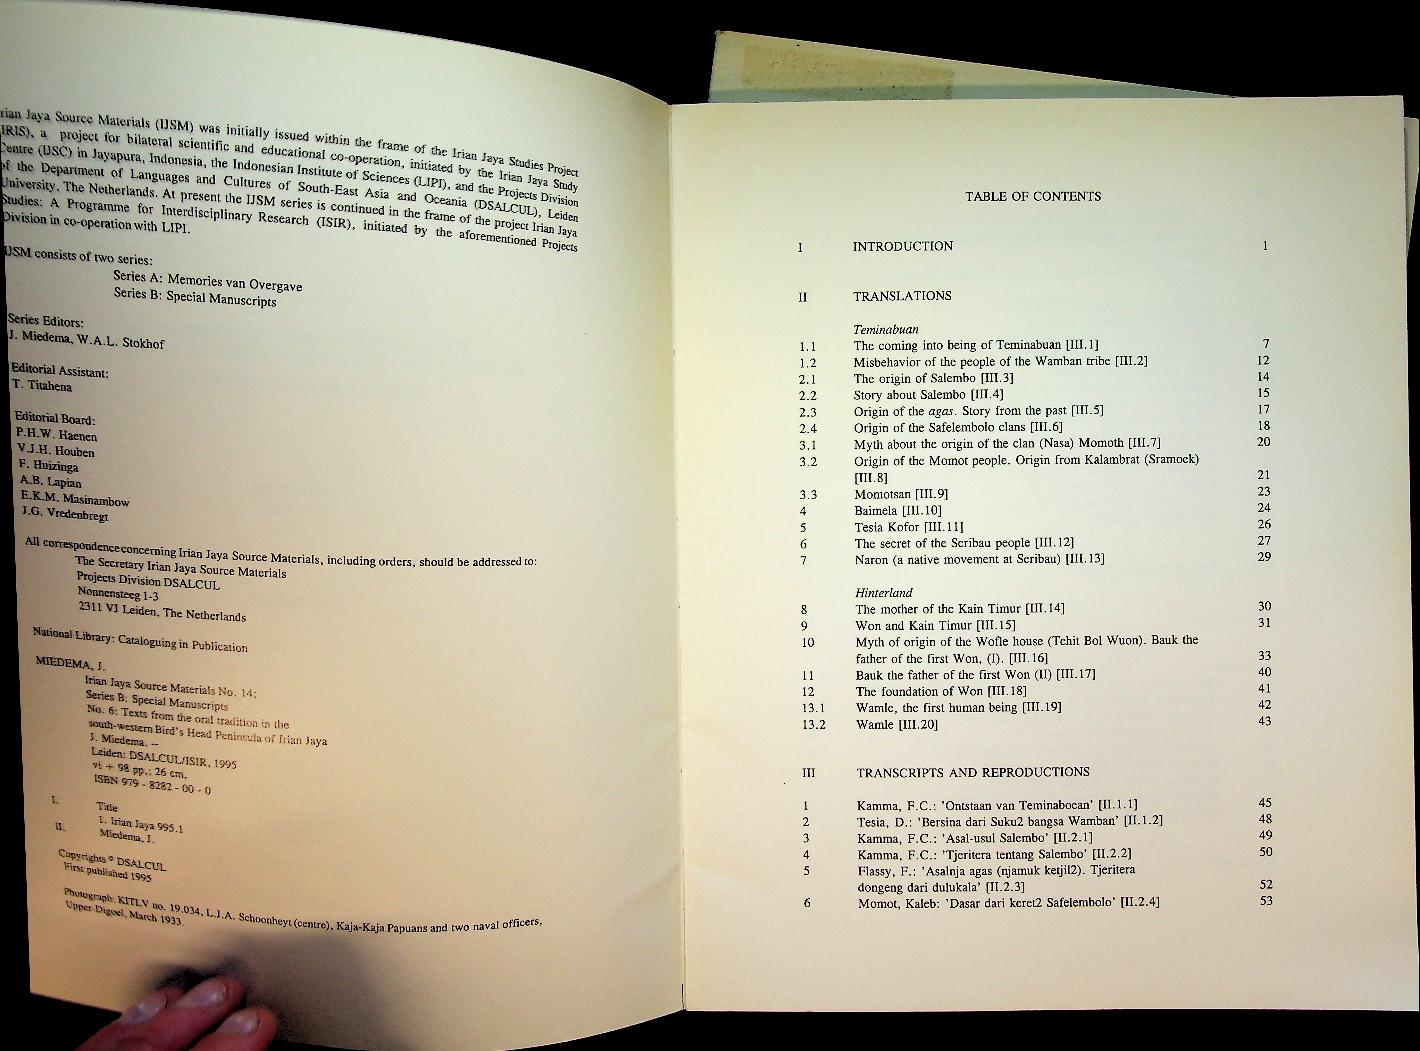 Irian Jaya Source Materials (IJSM) was initially issued within the frame of the Irian Jaya Studies Project
(IRIS), a project for bilateral scientific and educational co-operation, initiated by the Irian Jaya Study
Centre (IJSC) in Jayapura, Indonesia, the Indonesian Institute of Sciences (LIPI), and the Projects Division
of the Department of Languages and Cultures of South-East Asia and Oceania (DSALCUL), Leiden
University, The Netherlands. At present the IJSM series is continued in the frame of the project Irian Jaya
Studies: A Programme for Interdisciplinary Research (ISIR), initiated by the aforementioned Projects
Division in co-operation with LIPI.
IJSM consists of two series:
Series A: Memories van Overgave
Series B: Special Manuscripts
Series Editors:
J. Miedema, W.A.L. Stokhof
Editorial Assistant:
T. Titahena
Editorial Board:
P.H.W. Haenen
V.J.H. Houben
F. Huizinga
A.B. Lapian
E.K.M. Masinambow
J.G. Vredenbregt
All correspondence concerning Irian Jaya Source Materials, including orders, should be addressed to:
The Secretary Irian Jaya Source Materials
Projects Division DSALCUL
Nonnensteeg 1-3
2311 VJ Leiden, The Netherlands
National Library: Cataloguing in Publication
MIEDEMA, J.
Irian Jaya Source Materials No. 14;
Series B: Special Manuscripts
No. 6: Texts from the oral tradition in the
south-western Bird's Head Peninsula of Irian Jaya
J. Miedema. --
Leiden: DSALCUL/ISIR, 1995
vi + 98 pp.; 26 cm,
ISBN 979 - 8282 - 00 - 0
I. Title
1. Irian Jaya 995.1
II. Miedema, J.
Copyrights © DSALCUL
First published 1995
Photograph: KITLV no. 19.034, L.J.A. Schoonheyt (centre), Kaja-Kaja Papuans and two naval officers,
Upper-Digoel, March 1933.
TABLE OF CONTENTS
I INTRODUCTION 1
II TRANSLATIONS
Teminabuan
1.1 The coming into being of Teminabuan [III.1] 7
1.2 Misbehavior of the people of the Wamban tribe [III.2] 12
2.1 The origin of Salembo [III.3] 14
2.2 Story about Salembo [III.4] 15
2.3 Origin of the agas. Story from the past [III.5] 17
2.4 Origin of the Safelembolo clans [III.6] 18
3.1 Myth about the origin of the clan (Nasa) Momoth [III.7] 20
3.2 Origin of the Momot people. Origin from Kalambrat (Sramoek)
[III.8] 21
3.3 Momotsan [III.9] 23
4 Baimela [III.10] 24
5 Tesia Kofor [III.11] 26
6 The secret of the Seribau people [III.12] 27
7 Naron (a native movement at Seribau) [III.13] 29
Hinterland
8 The mother of the Kain Timur [III.14] 30
9 Won and Kain Timur [III.15] 31
10 Myth of origin of the Wofle house (Tehit Bol Wuon). Bauk the
father of the first Won, (I). [III.16] 33
11 Bauk the father of the first Won (II) [III.17] 40
12 The foundation of Won [III.18] 41
13.1 Wamle, the first human being [III.19] 42
13.2 Wamle [III.20] 43
III TRANSCRIPTS AND REPRODUCTIONS
1 Kamma, F.C.: 'Ontstaan van Teminaboean' [II.1.1] 45
2 Tesia, D.: 'Bersina dari Suku2 bangsa Wamban' [II.1.2] 48
3 Kamma, F.C.: 'Asal-usul Salembo' [II.2.1] 49
4 Kamma, F.C.: 'Tjeritera tentang Salembo' [II.2.2] 50
5 Flassy, F.: 'Asalnja agas (njamuk ketjil2). Tjeritera
dongeng dari dulukala' [II.2.3] 52
6 Momot, Kaleb: 'Dasar dari keret2 Safelembolo' [II.2.4] 53